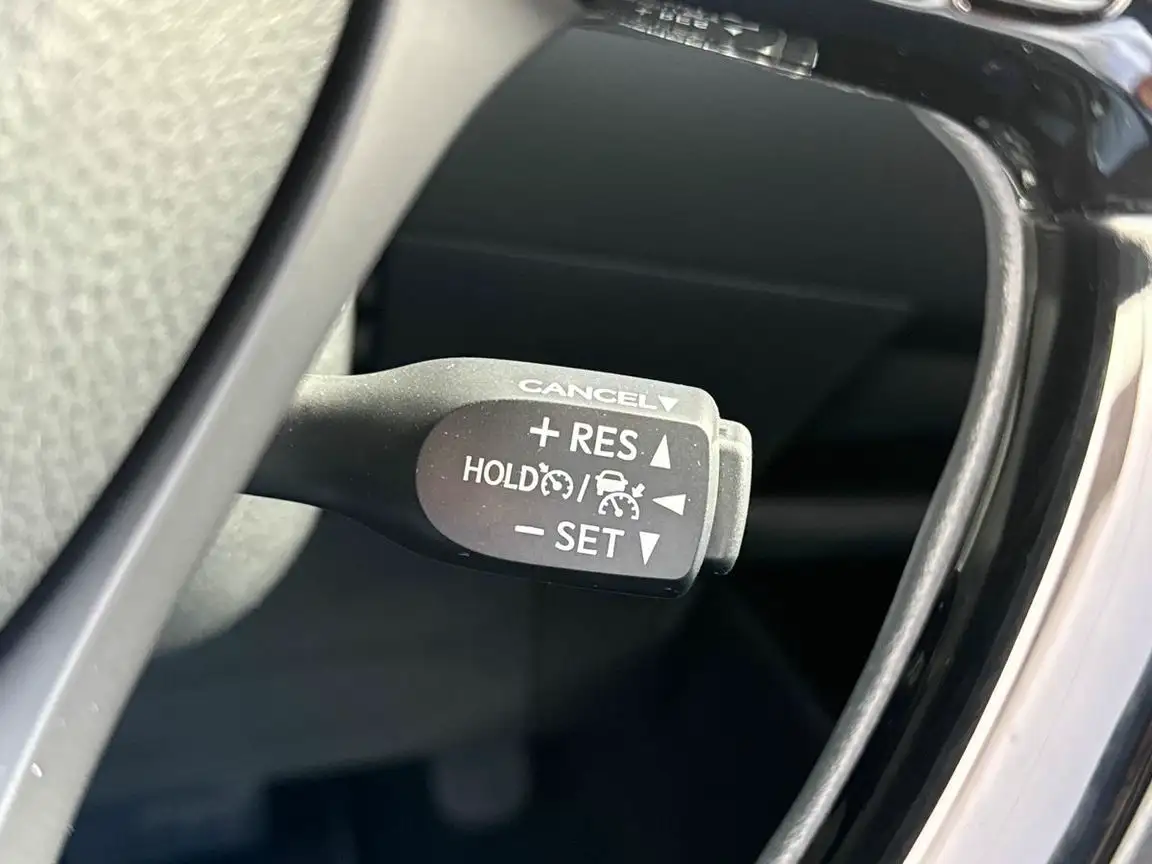 CANCEL▼
+ RES ▲
HOLD / ◀
− SET ▼